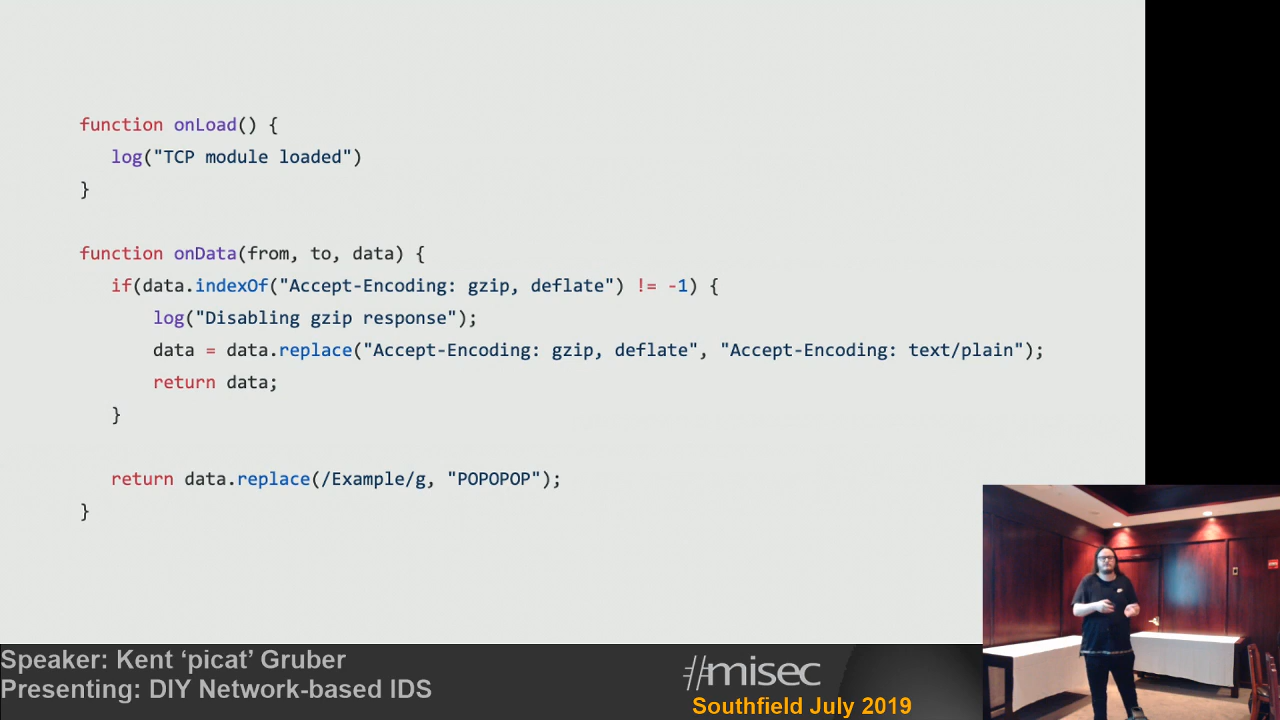 function onLoad() {
   log("TCP module loaded")
}

function onData(from, to, data) {
   if(data.indexOf("Accept-Encoding: gzip, deflate") != -1) {
       log("Disabling gzip response");
       data = data.replace("Accept-Encoding: gzip, deflate", "Accept-Encoding: text/plain");
       return data;
   }

   return data.replace(/Example/g, "POPOPOP");
}
Speaker: Kent ‘picat’ Gruber
Presenting: DIY Network-based IDS
#misec
Southfield July 2019